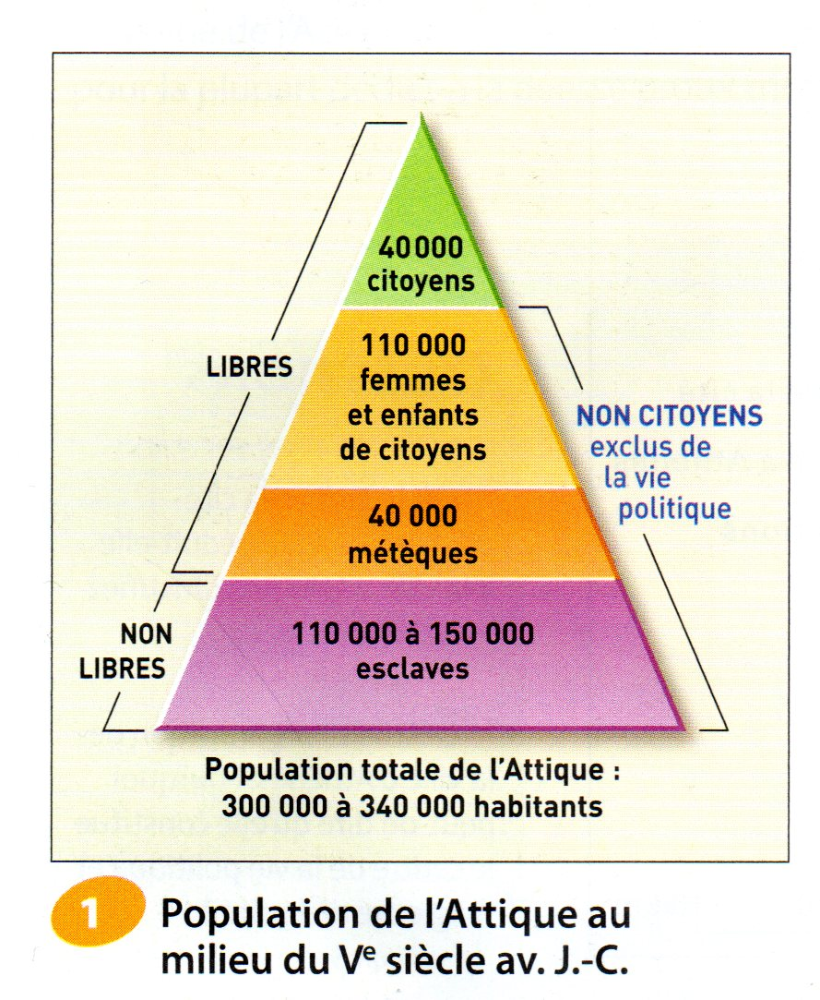 40 000
citoyens
110 000
femmes
et enfants
de citoyens
LIBRES
NON CITOYENS
exclus de
la vie
politique
40 000
métèques
NON
LIBRES
110 000 à 150 000
esclaves
Population totale de l'Attique :
300 000 à 340 000 habitants
1 Population de l'Attique au
milieu du Ve siècle av. J.-C.